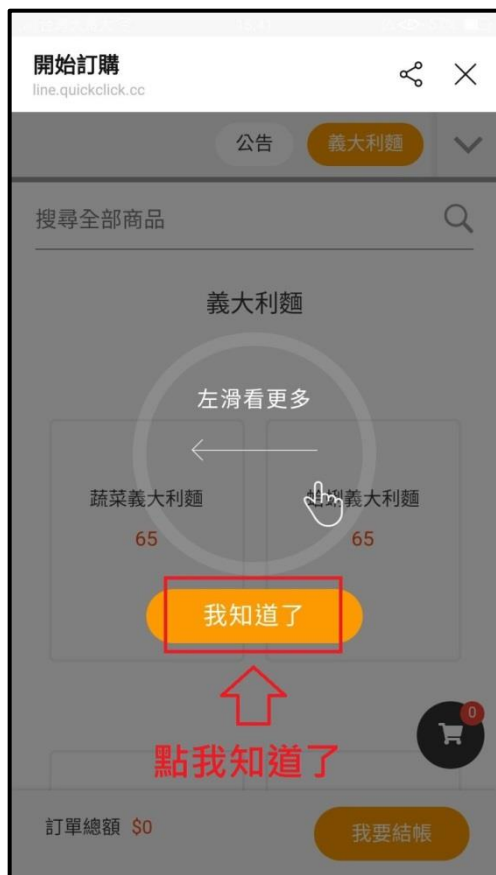 開始訂購
line.quickclick.cc
公告
義大利麵
搜尋全部商品
義大利麵
左滑看更多
蔬菜義大利麵
蛤蜊義大利麵
65
65
我知道了
點我知道了
0
訂單總額 $0
我要結帳